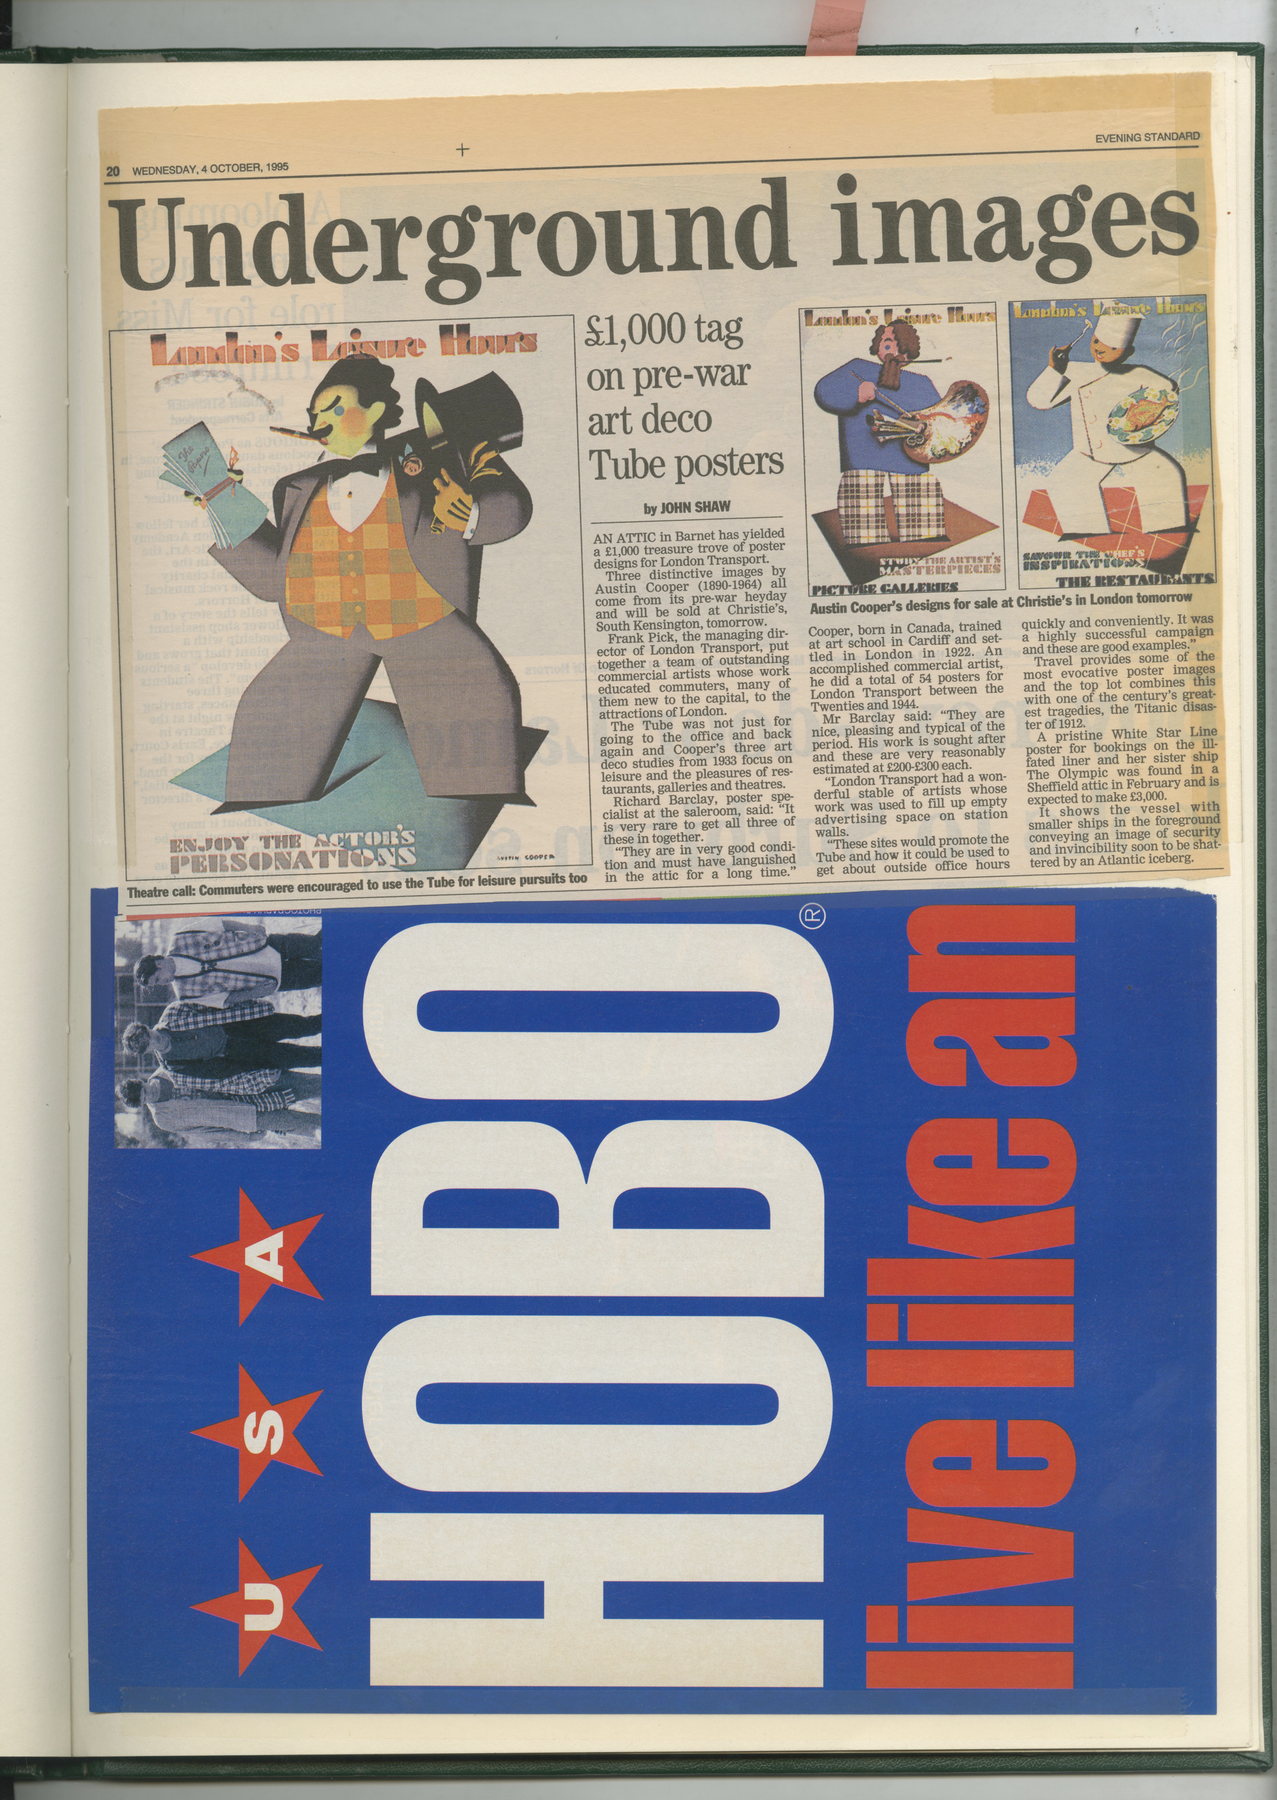 20 WEDNESDAY, 4 OCTOBER, 1995
EVENING STANDARD
Underground images
London's Leisure Hours
ENJOY THE ACTOR'S
PERSONATIONS
AUSTIN COOPER
Theatre call: Commuters were encouraged to use the Tube for leisure pursuits too
£1,000 tag
on pre-war
art deco
Tube posters
by JOHN SHAW
AN ATTIC in Barnet has yielded
a £1,000 treasure trove of poster
designs for London Transport.
Three distinctive images by
Austin Cooper (1890-1964) all
come from its pre-war heyday
and will be sold at Christie's,
South Kensington, tomorrow.
Frank Pick, the managing dir-
ector of London Transport, put
together a team of outstanding
commercial artists whose work
educated commuters, many of
them new to the capital, to the
attractions of London.
The Tube was not just for
going to the office and back
again and Cooper's three art
deco studies from 1933 focus on
leisure and the pleasures of res-
taurants, galleries and theatres.
Richard Barclay, poster spe-
cialist at the saleroom, said: "It
is very rare to get all three of
these in together.
"They are in very good condi-
tion and must have languished
in the attic for a long time."
London's Leisure Hours
STUDY THE ARTIST'S
MASTERPIECES
PICTURE GALLERIES
London's Leisure Hours
SAVOUR THE CHEF'S
INSPIRATIONS
THE RESTAURANTS
Austin Cooper's designs for sale at Christie's in London tomorrow
Cooper, born in Canada, trained
at art school in Cardiff and set-
tled in London in 1922. An
accomplished commercial artist,
he did a total of 54 posters for
London Transport between the
Twenties and 1944.
Mr Barclay said: "They are
nice, pleasing and typical of the
period. His work is sought after
and these are very reasonably
estimated at £200-£300 each.
"London Transport had a won-
derful stable of artists whose
work was used to fill up empty
advertising space on station
walls.
"These sites would promote the
Tube and how it could be used to
get about outside office hours
quickly and conveniently. It was
a highly successful campaign
and these are good examples."
Travel provides some of the
most evocative poster images
and the top lot combines this
with one of the century's great-
est tragedies, the Titanic disas-
ter of 1912.
A pristine White Star Line
poster for bookings on the ill-
fated liner and her sister ship
The Olympic was found in a
Sheffield attic in February and is
expected to make £3,000.
It shows the vessel with
smaller ships in the foreground
conveying an image of security
and invincibility soon to be shat-
tered by an Atlantic iceberg.
USA
HOBO®
live like an